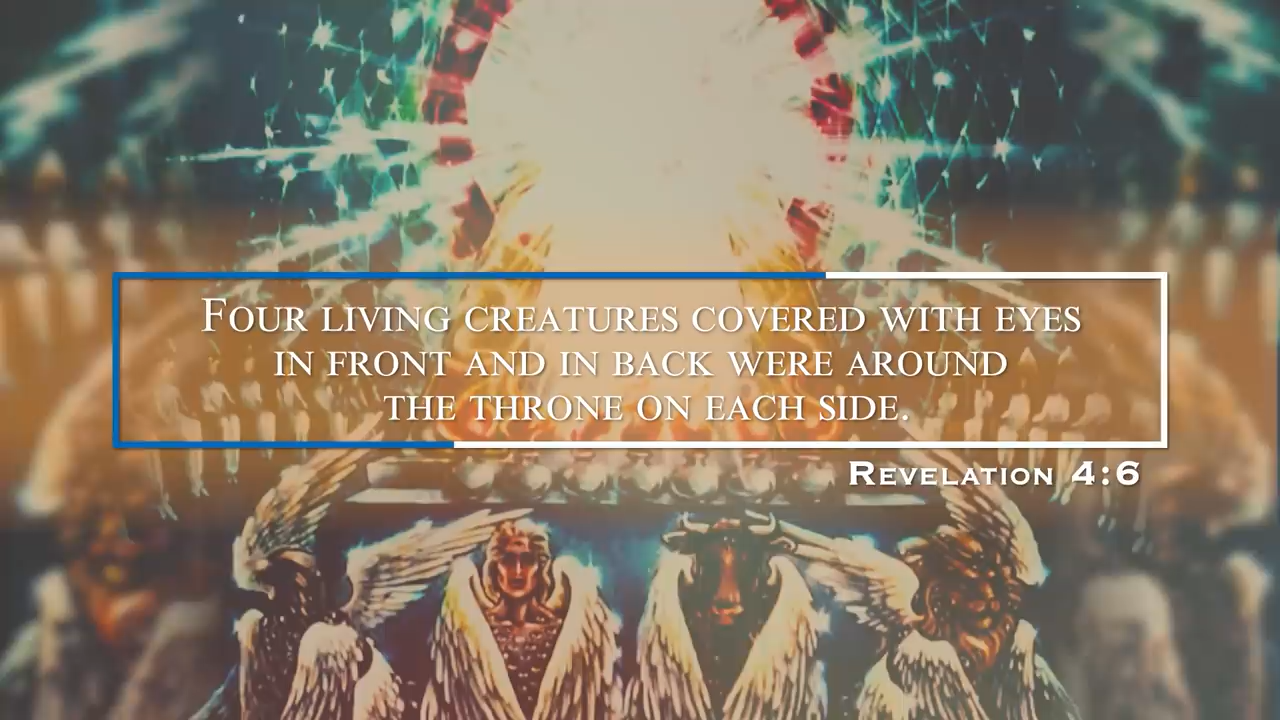 Four living creatures covered with eyes
in front and in back were around
the throne on each side.
Revelation 4:6